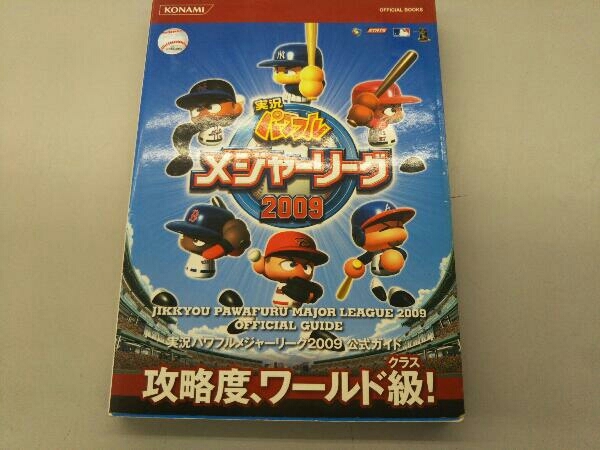 KONAMI
OFFICIAL BOOKS
実況
パワフル
メジャーリーグ
2009
JIKKYOU PAWAFURU MAJOR LEAGUE 2009
OFFICIAL GUIDE
実況パワフルメジャーリーグ2009 公式ガイド
クラス
攻略度、ワールド級!